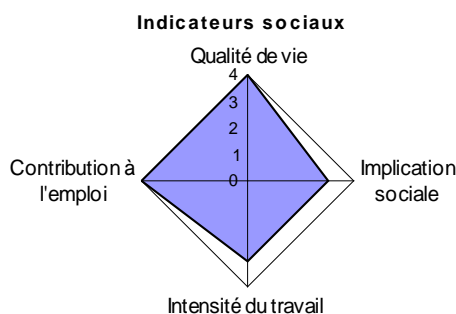 Indicateurs sociaux
Qualité de vie
4
3
2
1
0
Contribution à
l'emploi
Implication
sociale
Intensité du travail